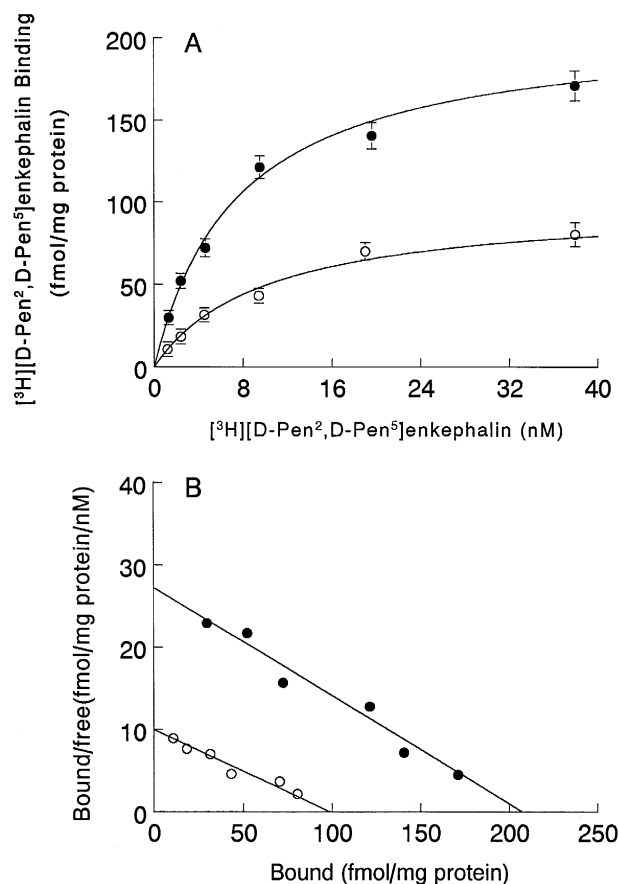 A
[³H][D-Pen²,D-Pen⁵]enkephalin Binding
(fmol/mg protein)
200
150
100
50
0
0 8 16 24 32 40
[³H][D-Pen²,D-Pen⁵]enkephalin (nM)
B
Bound/free(fmol/mg protein/nM)
40
30
20
10
0
0 50 100 150 200 250
Bound (fmol/mg protein)